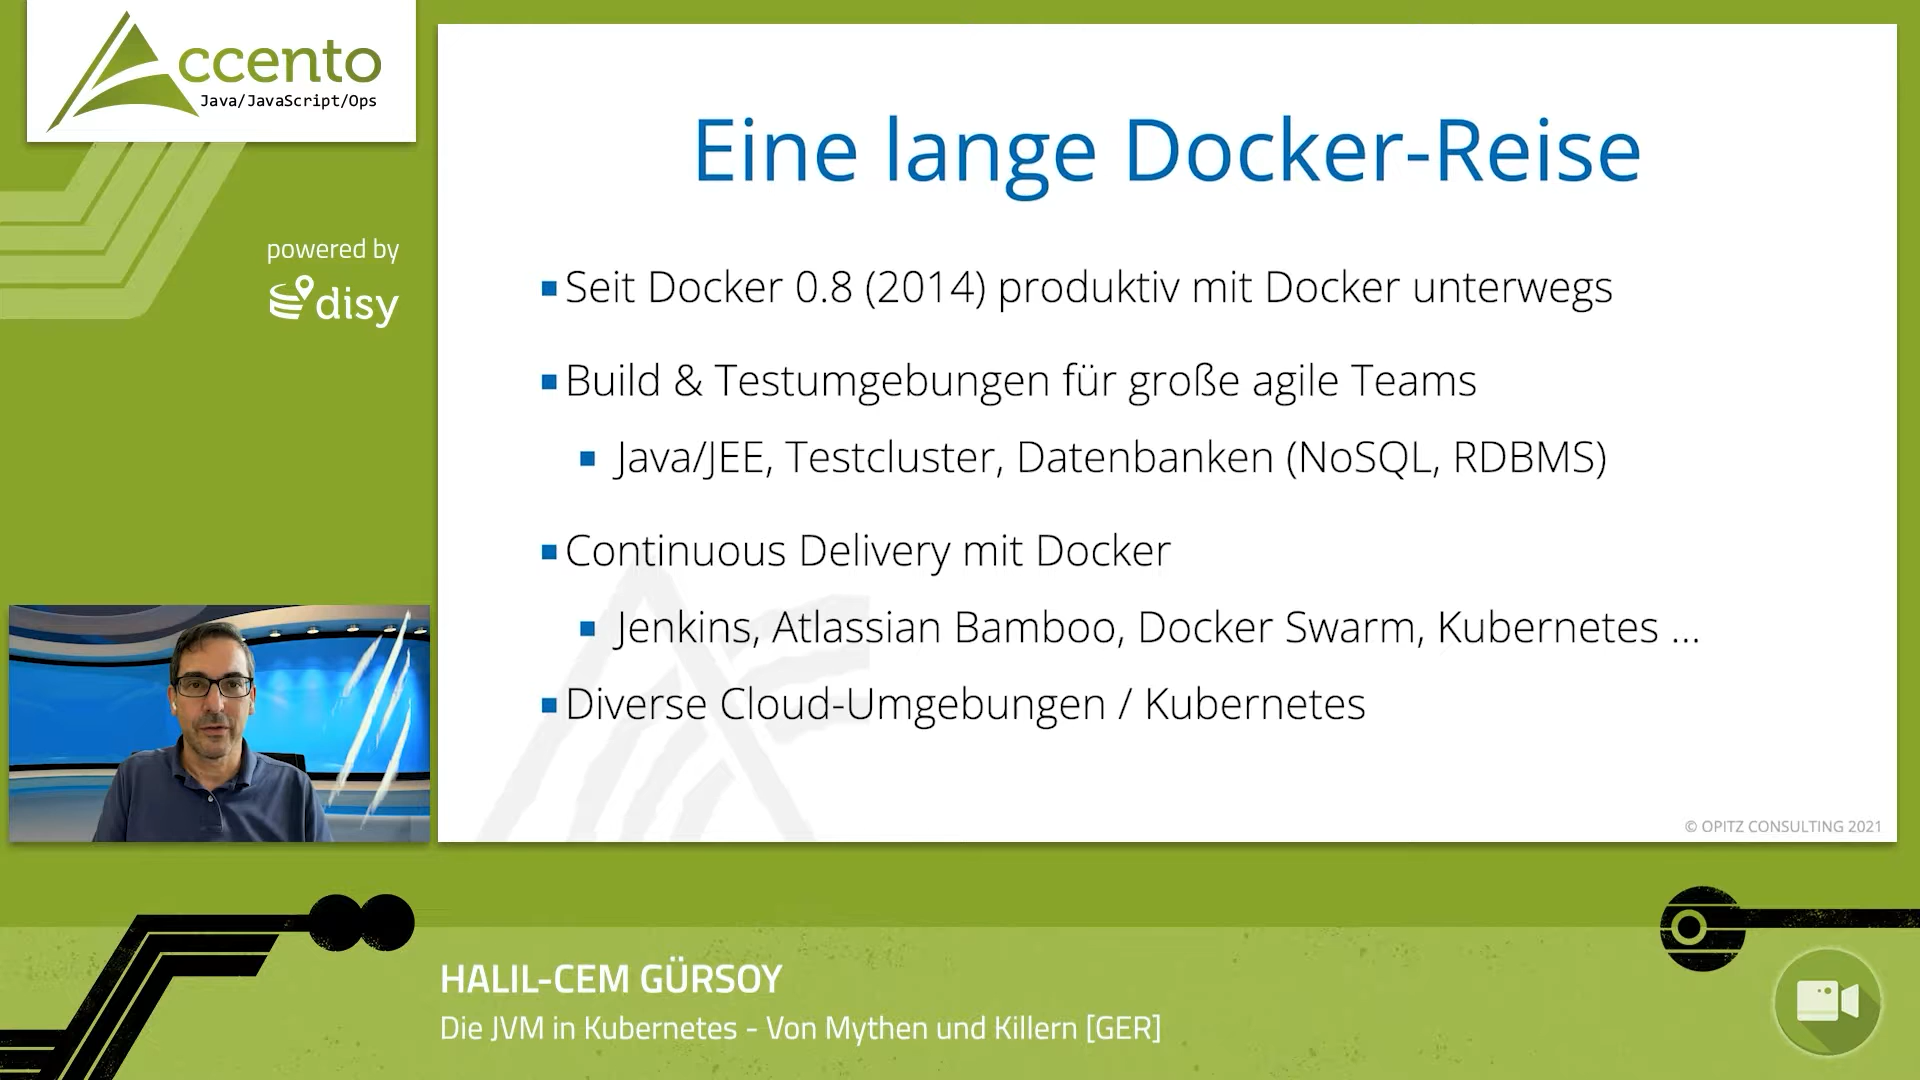 Accento
Java/JavaScript/Ops
powered by
disy
Eine lange Docker-Reise
Seit Docker 0.8 (2014) produktiv mit Docker unterwegs
Build & Testumgebungen für große agile Teams
Java/JEE, Testcluster, Datenbanken (NoSQL, RDBMS)
Continuous Delivery mit Docker
Jenkins, Atlassian Bamboo, Docker Swarm, Kubernetes ...
Diverse Cloud-Umgebungen / Kubernetes
© OPITZ CONSULTING 2021
HALIL-CEM GÜRSOY
Die JVM in Kubernetes - Von Mythen und Killern [GER]